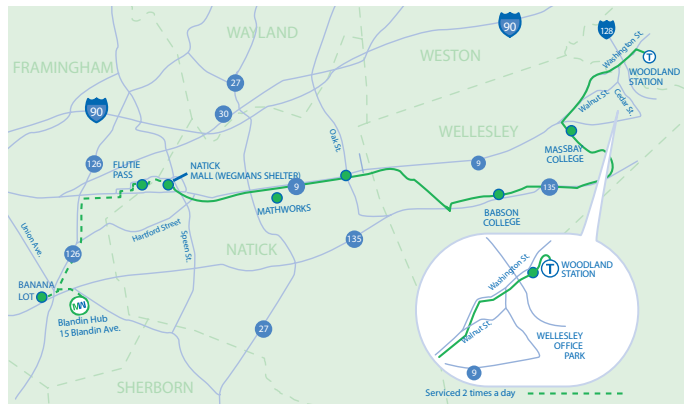 WAYLAND
90
WESTON
128
Washington St.
T
WOODLAND
STATION
FRAMINGHAM
27
90
30
Walnut St.
Cedar St.
Oak St.
WELLESLEY
MASSBAY
COLLEGE
126
FLUTIE
PASS
NATICK
MALL (WEGMANS SHELTER)
9
9
135
MATHWORKS
BABSON
COLLEGE
Union Ave.
Hartford Street
Speen St.
126
NATICK
135
BANANA
LOT
MW
Blandin Hub
15 Blandin Ave.
27
SHERBORN
Washington St.
T
WOODLAND
STATION
Walnut St.
WELLESLEY
OFFICE
PARK
9
Serviced 2 times a day